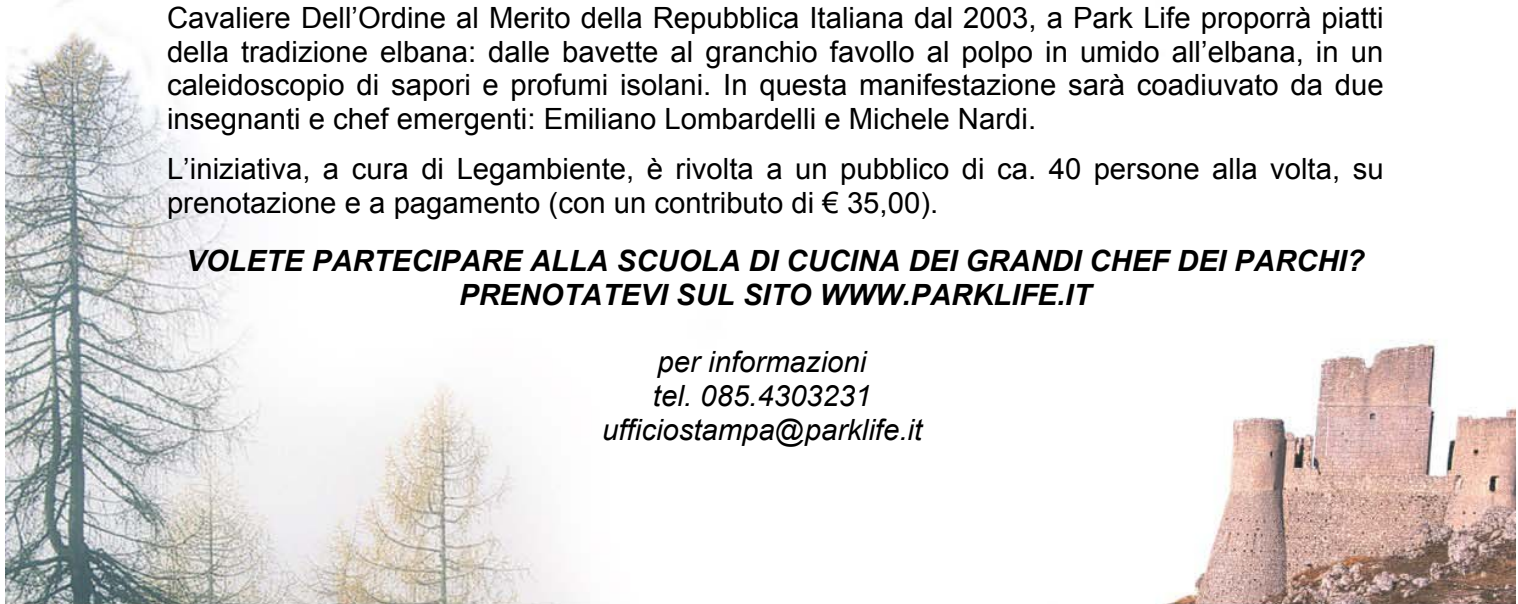 Cavaliere Dell’Ordine al Merito della Repubblica Italiana dal 2003, a Park Life proporrà piatti
della tradizione elbana: dalle bavette al granchio favollo al polpo in umido all’elbana, in un
caleidoscopio di sapori e profumi isolani. In questa manifestazione sarà coadiuvato da due
insegnanti e chef emergenti: Emiliano Lombardelli e Michele Nardi.
L’iniziativa, a cura di Legambiente, è rivolta a un pubblico di ca. 40 persone alla volta, su
prenotazione e a pagamento (con un contributo di € 35,00).
VOLETE PARTECIPARE ALLA SCUOLA DI CUCINA DEI GRANDI CHEF DEI PARCHI?
PRENOTATEVI SUL SITO WWW.PARKLIFE.IT
per informazioni
tel. 085.4303231
ufficiostampa@parklife.it